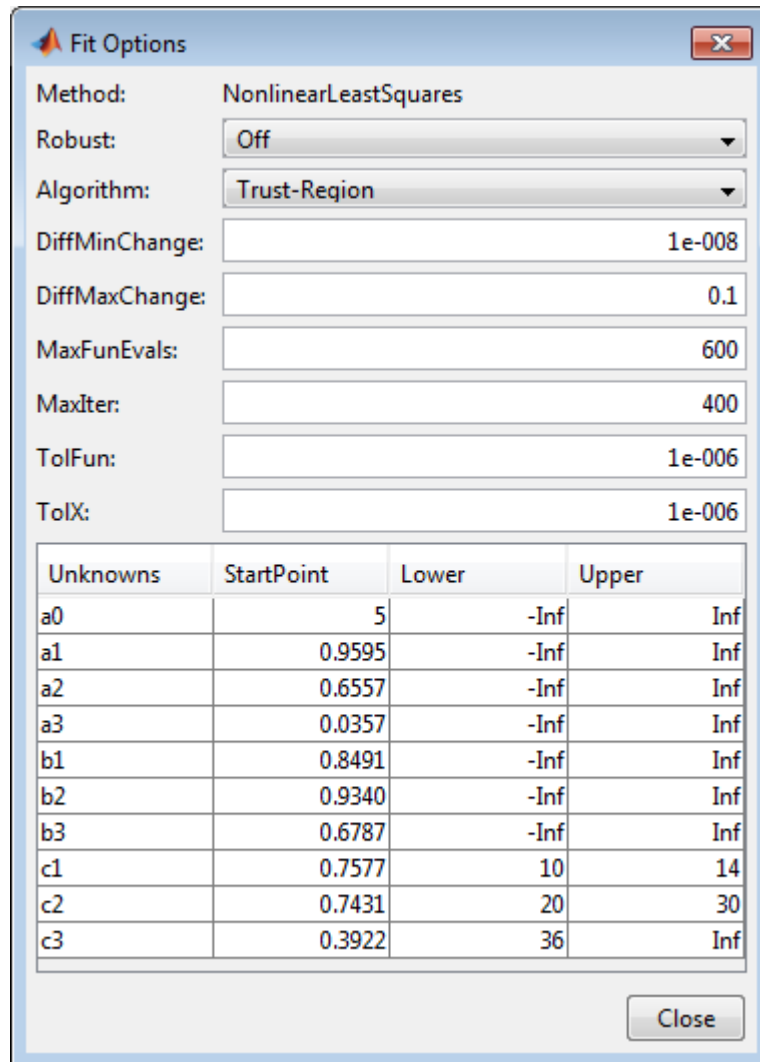 Fit Options
Method: NonlinearLeastSquares
Robust: Off
Algorithm: Trust-Region
DiffMinChange: 1e-008
DiffMaxChange: 0.1
MaxFunEvals: 600
MaxIter: 400
TolFun: 1e-006
TolX: 1e-006
Unknowns StartPoint Lower Upper
a0 5 -Inf Inf
a1 0.9595 -Inf Inf
a2 0.6557 -Inf Inf
a3 0.0357 -Inf Inf
b1 0.8491 -Inf Inf
b2 0.9340 -Inf Inf
b3 0.6787 -Inf Inf
c1 0.7577 10 14
c2 0.7431 20 30
c3 0.3922 36 Inf
Close